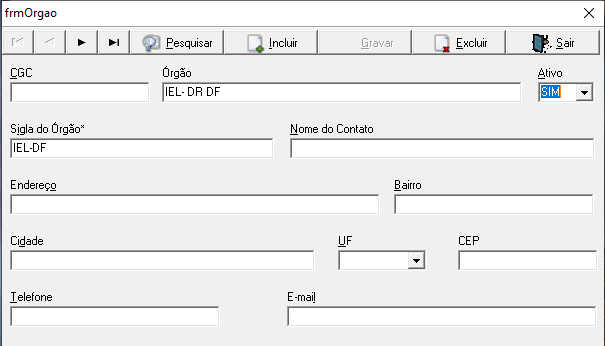 frmOrgao
Pesquisar Incluir Gravar Excluir Sair
CGC Órgão Ativo
IEL- DR DF SIM
Sigla do Órgão* Nome do Contato
IEL-DF
Endereço Bairro
Cidade UF CEP
Telefone E-mail